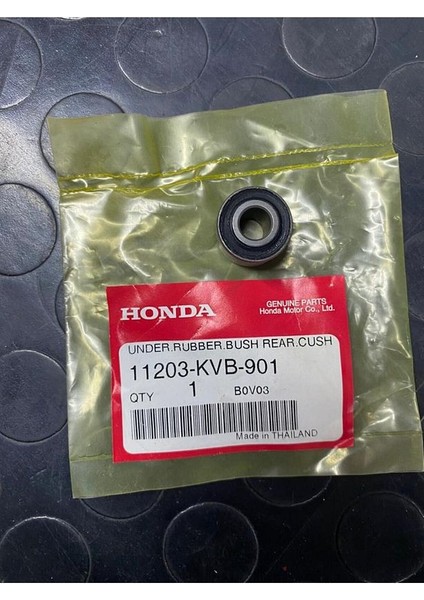 HONDA
GENUINE PARTS
Honda Motor Co., Ltd.
UNDER.RUBBER.BUSH REAR.CUSH
11203-KVB-901
QTY 1 B0V03
Made in THAILAND